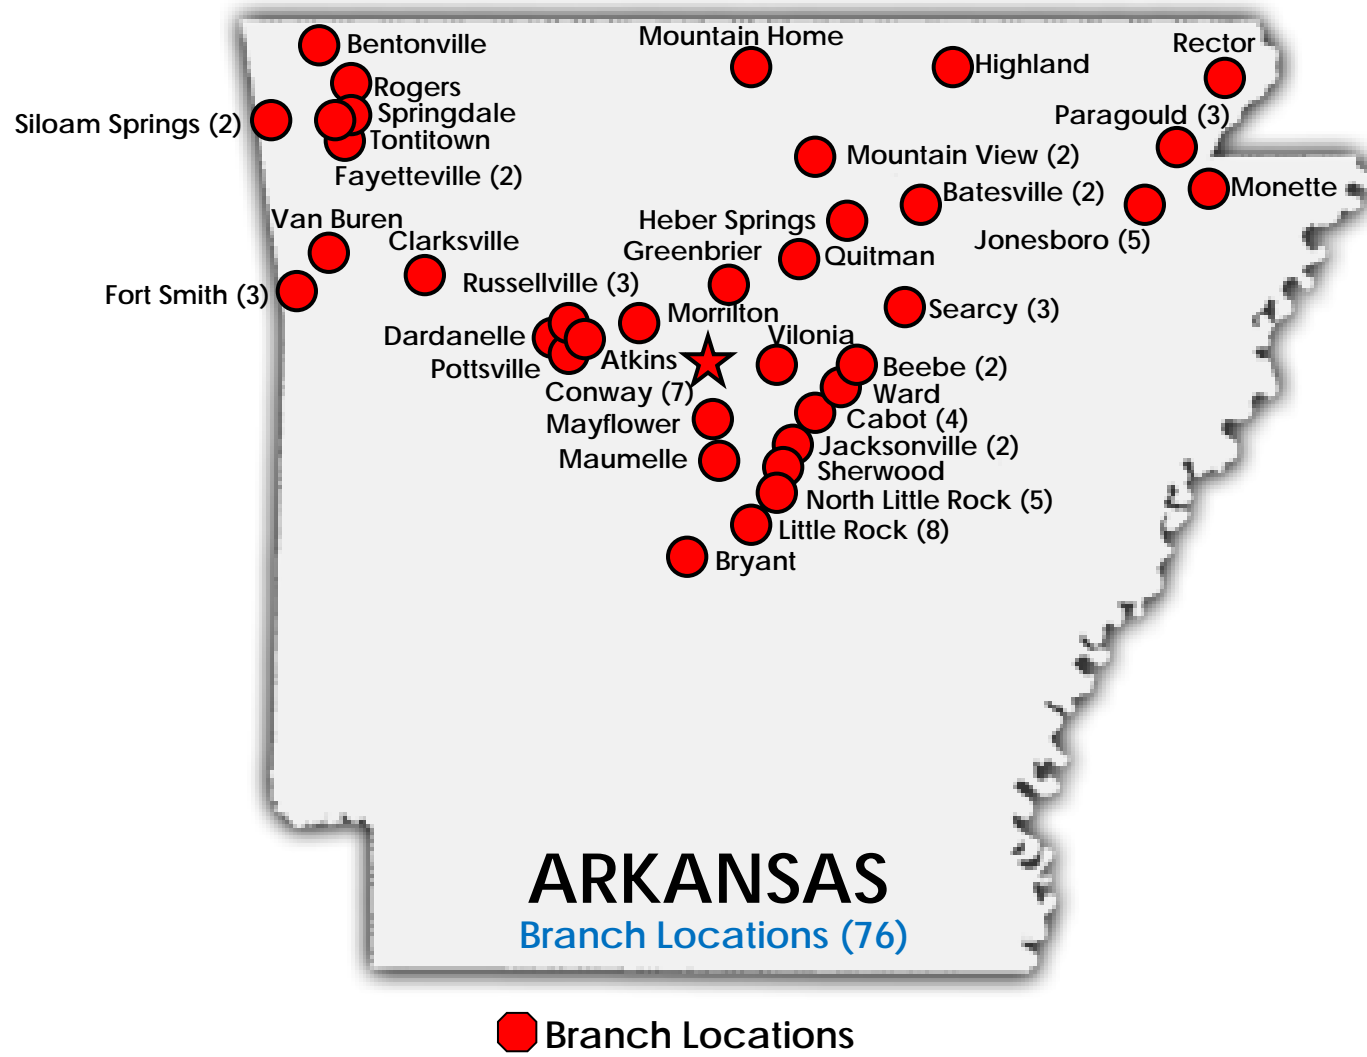 Mountain Home
Bentonville
Rector
Highland
Rogers
Springdale
Paragould (3)
Siloam Springs (2)
Tontitown
Mountain View (2)
Fayetteville (2)
Monette
Batesville (2)
Van Buren
Heber Springs
Clarksville
Jonesboro (5)
Greenbrier
Quitman
Russellville (3)
Fort Smith (3)
Searcy (3)
Morrilton
Dardanelle
Vilonia
Atkins
Beebe (2)
Pottsville
Conway (7)
Ward
Cabot (4)
Mayflower
Jacksonville (2)
Maumelle
Sherwood
North Little Rock (5)
Little Rock (8)
Bryant
ARKANSAS
Branch Locations (76)
Branch Locations